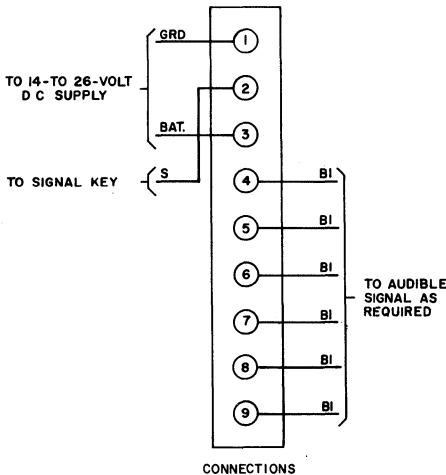 GRD
1
TO 14-TO 26-VOLT
D C SUPPLY
2
BAT.
3
TO SIGNAL KEY
S
4
BI
5
BI
6
BI
TO AUDIBLE
SIGNAL AS
REQUIRED
7
BI
8
BI
9
BI
CONNECTIONS